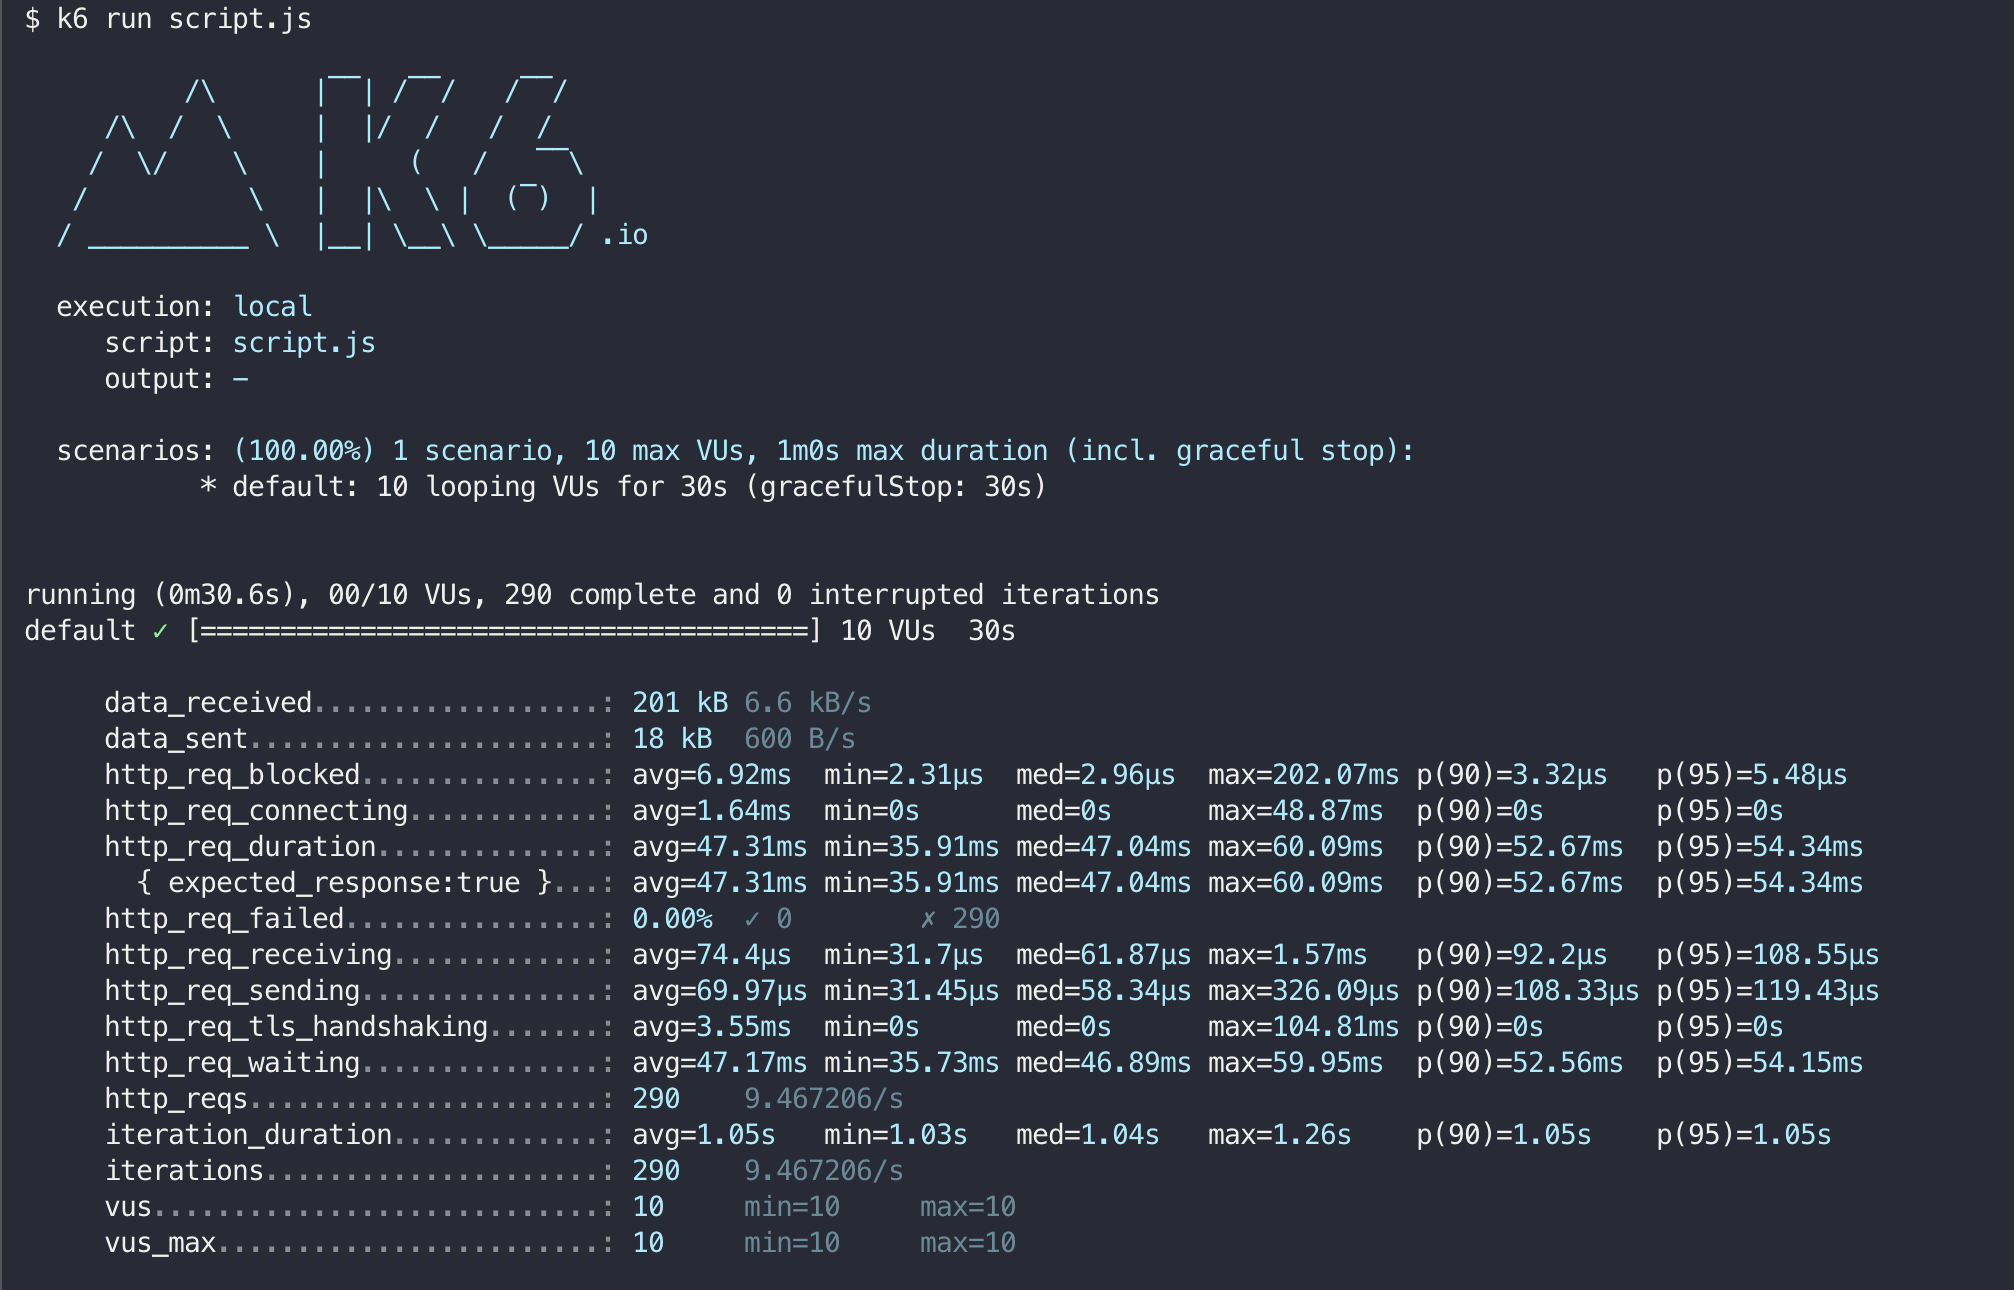 $ k6 run script.js
          /\      |‾‾| /‾‾/   /‾‾/
     /\  /  \     |  |/  /   /  /
    /  \/    \    |     (   /   ‾‾\
   /          \   |  |\  \ |  (‾)  |
  / __________ \  |__| \__\ \_____/ .io
execution: local
script: script.js
output: -
scenarios: (100.00%) 1 scenario, 10 max VUs, 1m0s max duration (incl. graceful stop):
* default: 10 looping VUs for 30s (gracefulStop: 30s)
running (0m30.6s), 00/10 VUs, 290 complete and 0 interrupted iterations
default ✓ [======================================] 10 VUs  30s
data_received..................: 201 kB 6.6 kB/s
data_sent......................: 18 kB  600 B/s
http_req_blocked...............: avg=6.92ms  min=2.31µs  med=2.96µs  max=202.07ms p(90)=3.32µs   p(95)=5.48µs
http_req_connecting............: avg=1.64ms  min=0s      med=0s      max=48.87ms  p(90)=0s       p(95)=0s
http_req_duration..............: avg=47.31ms min=35.91ms med=47.04ms max=60.09ms  p(90)=52.67ms  p(95)=54.34ms
{ expected_response:true }...: avg=47.31ms min=35.91ms med=47.04ms max=60.09ms  p(90)=52.67ms  p(95)=54.34ms
http_req_failed................: 0.00%  ✓ 0        ✗ 290
http_req_receiving.............: avg=74.4µs  min=31.7µs  med=61.87µs max=1.57ms   p(90)=92.2µs   p(95)=108.55µs
http_req_sending...............: avg=69.97µs min=31.45µs med=58.34µs max=326.09µs p(90)=108.33µs p(95)=119.43µs
http_req_tls_handshaking.......: avg=3.55ms  min=0s      med=0s      max=104.81ms p(90)=0s       p(95)=0s
http_req_waiting...............: avg=47.17ms min=35.73ms med=46.89ms max=59.95ms  p(90)=52.56ms  p(95)=54.15ms
http_reqs......................: 290    9.467206/s
iteration_duration.............: avg=1.05s   min=1.03s   med=1.04s   max=1.26s    p(90)=1.05s    p(95)=1.05s
iterations.....................: 290    9.467206/s
vus............................: 10     min=10     max=10
vus_max........................: 10     min=10     max=10